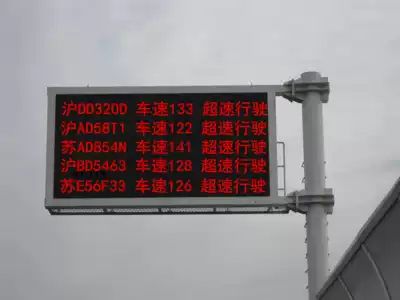 沪DD320D 车速133 超速行驶
沪AD58T1 车速122 超速行驶
苏AD854N 车速141 超速行驶
沪BD5463 车速128 超速行驶
苏E56F33 车速126 超速行驶